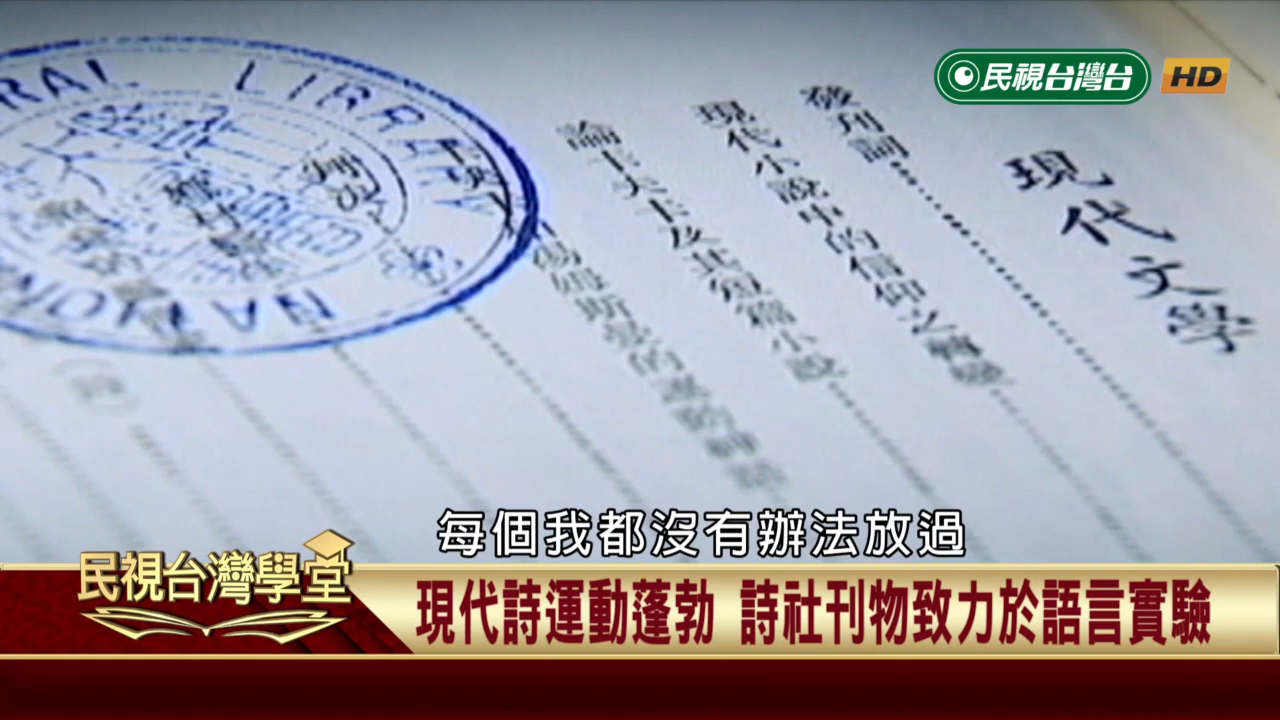 民視台灣台 HD
現代文學
發刊詞
現代小說中的信仰之
論卡夫卡及其短篇小說
RAL LIBRARY
NATION
每個我都沒有辦法放過
民視台灣學堂
現代詩運動蓬勃 詩社刊物致力於語言實驗